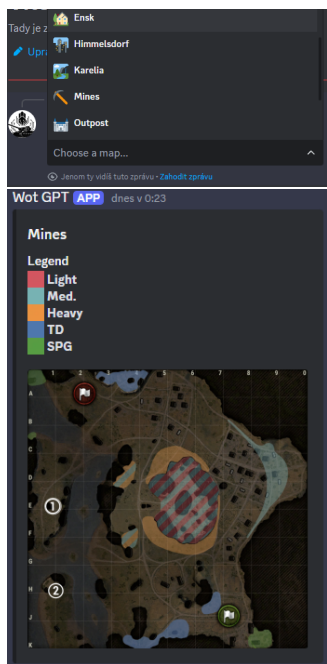 Ensk
Tady je z
Himmelsdorf
Upra
Karelia
Mines
Outpost
Choose a map...
Jenom ty vidíš tuto zprávu • Zahodit zprávu
Wot GPT APP dnes v 0:23
Mines
Legend
Light
Med.
Heavy
TD
SPG
1 2 3 4 5 6 7 8 9 0
A
B
C
D
E
1
F
G
H
2
J
K